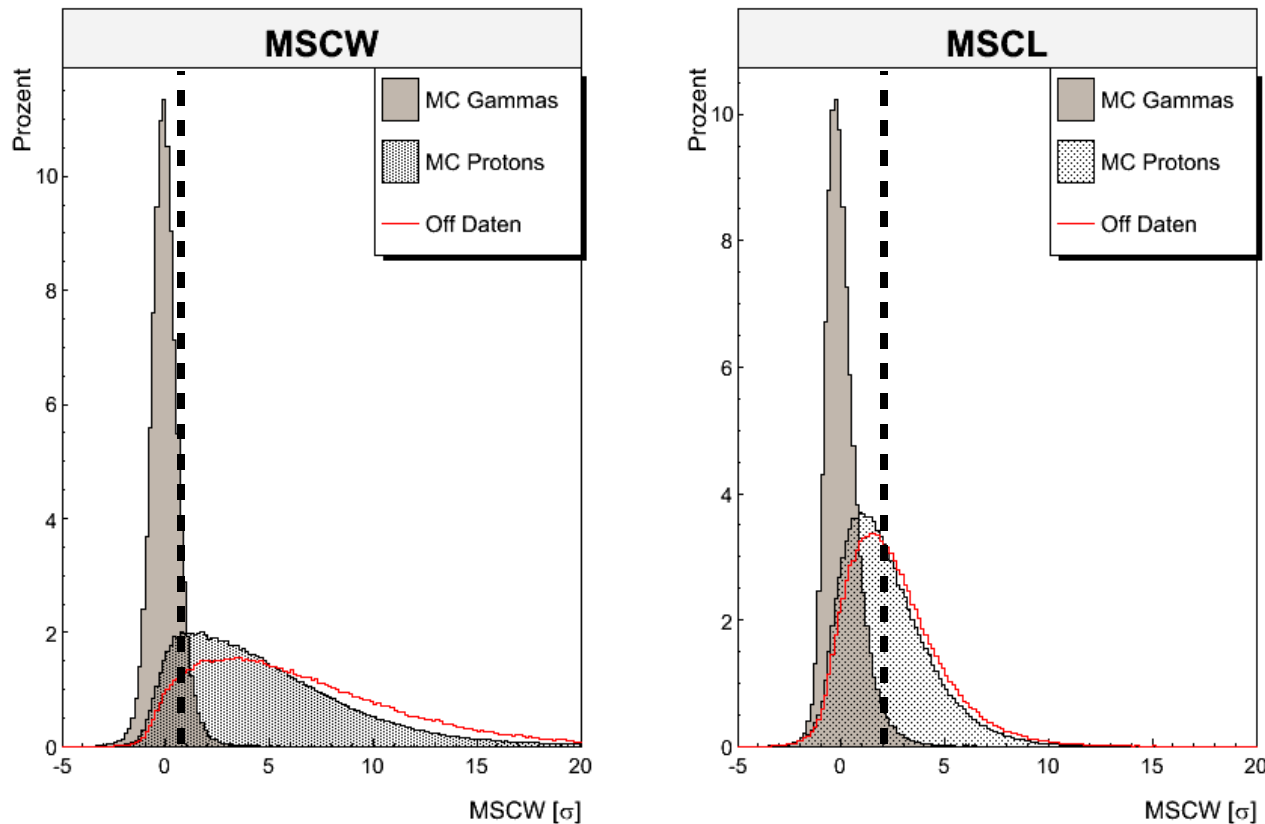 MSCW
Prozent
MC Gammas
MC Protons
Off Daten
10
8
6
4
2
0
-5 0 5 10 15 20
MSCW [σ]
MSCL
Prozent
MC Gammas
MC Protons
Off Daten
10
8
6
4
2
0
-5 0 5 10 15 20
MSCW [σ]